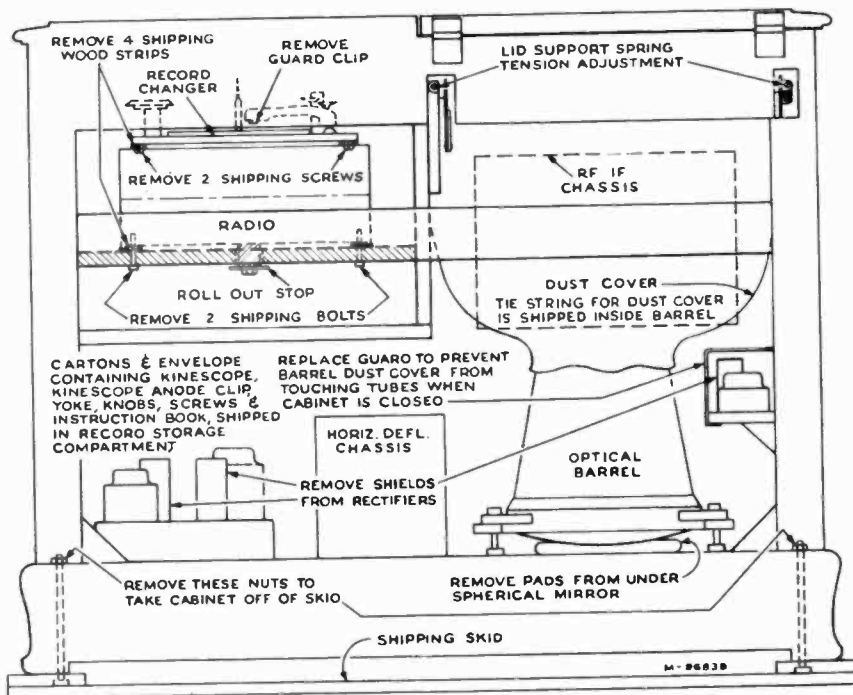 REMOVE 4 SHIPPING
WOOD STRIPS
RECORD
CHANGER
REMOVE
GUARD CLIP
LID SUPPORT SPRING
TENSION ADJUSTMENT
REMOVE 2 SHIPPING SCREWS
RF IF
CHASSIS
RADIO
ROLL OUT STOP
REMOVE 2 SHIPPING BOLTS
DUST COVER
TIE STRING FOR DUST COVER
IS SHIPPED INSIDE BARREL
CARTONS & ENVELOPE
CONTAINING KINESCOPE,
KINESCOPE ANODE CLIP,
YOKE, KNOBS, SCREWS &
INSTRUCTION BOOK, SHIPPED
IN RECORD STORAGE
COMPARTMENT
REPLACE GUARD TO PREVENT
BARREL DUST COVER FROM
TOUCHING TUBES WHEN
CABINET IS CLOSED
HORIZ. DEFL.
CHASSIS
OPTICAL
BARREL
REMOVE SHIELDS
FROM RECTIFIERS
REMOVE THESE NUTS TO
TAKE CABINET OFF OF SKID
REMOVE PADS FROM UNDER
SPHERICAL MIRROR
SHIPPING SKID
M-96839